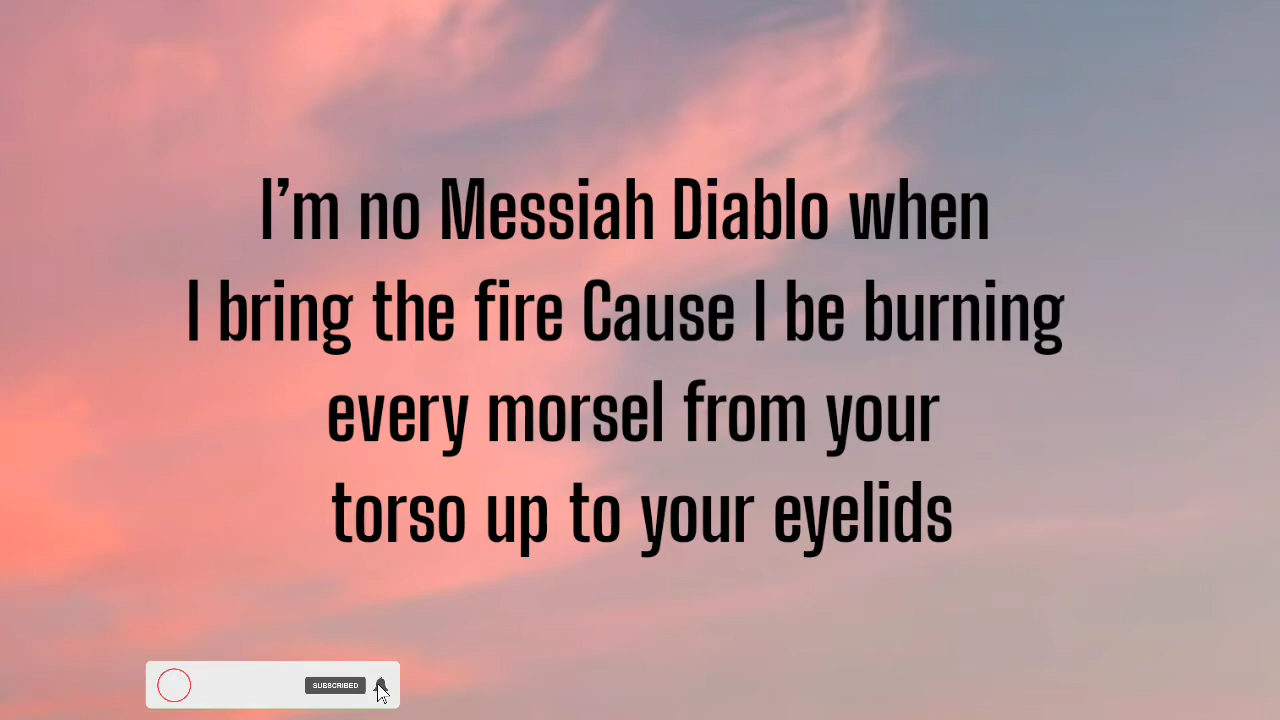 I’m no Messiah Diablo when
I bring the fire Cause I be burning
every morsel from your
torso up to your eyelids
SUBSCRIBED